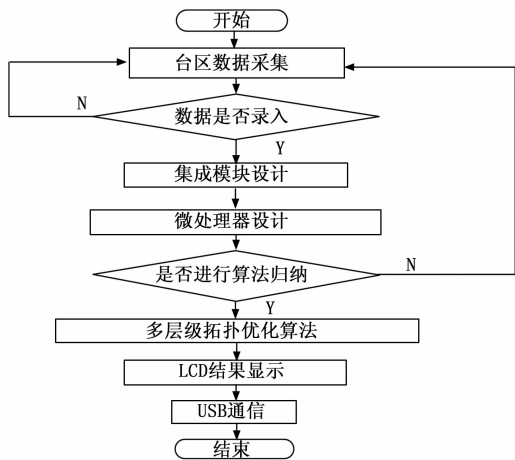 开始
台区数据采集
N
数据是否录入
Y
集成模块设计
微处理器设计
是否进行算法归纳
N
Y
多层级拓扑优化算法
LCD结果显示
USB通信
结束